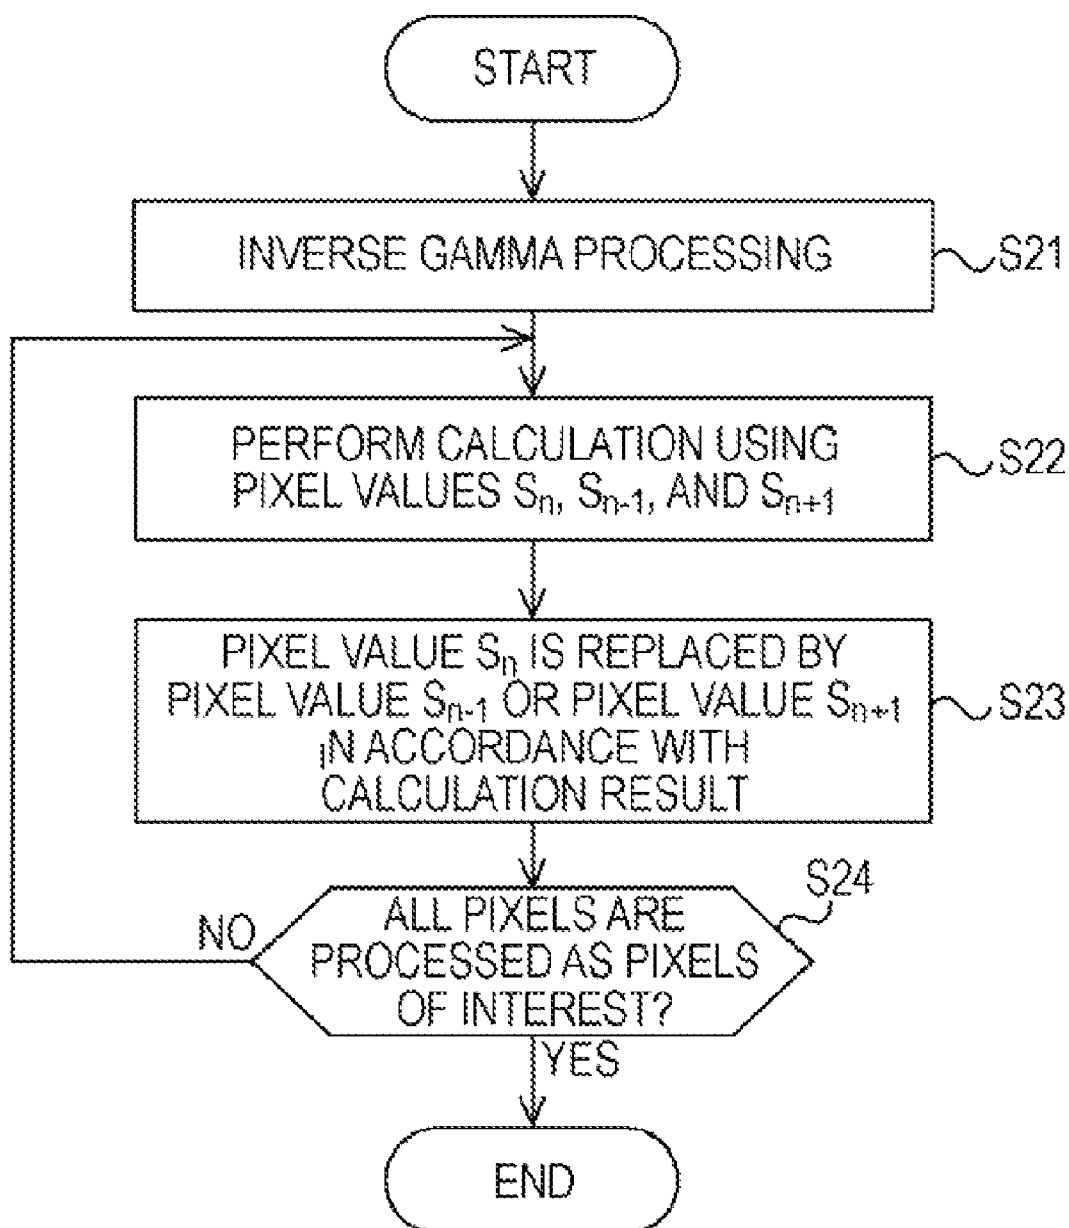 START
INVERSE GAMMA PROCESSING
S21
PERFORM CALCULATION USING
PIXEL VALUES Sn, Sn-1, AND Sn+1
S22
PIXEL VALUE Sn IS REPLACED BY
PIXEL VALUE Sn-1 OR PIXEL VALUE Sn+1
IN ACCORDANCE WITH
CALCULATION RESULT
S23
S24
ALL PIXELS ARE
PROCESSED AS PIXELS
OF INTEREST?
NO
YES
END